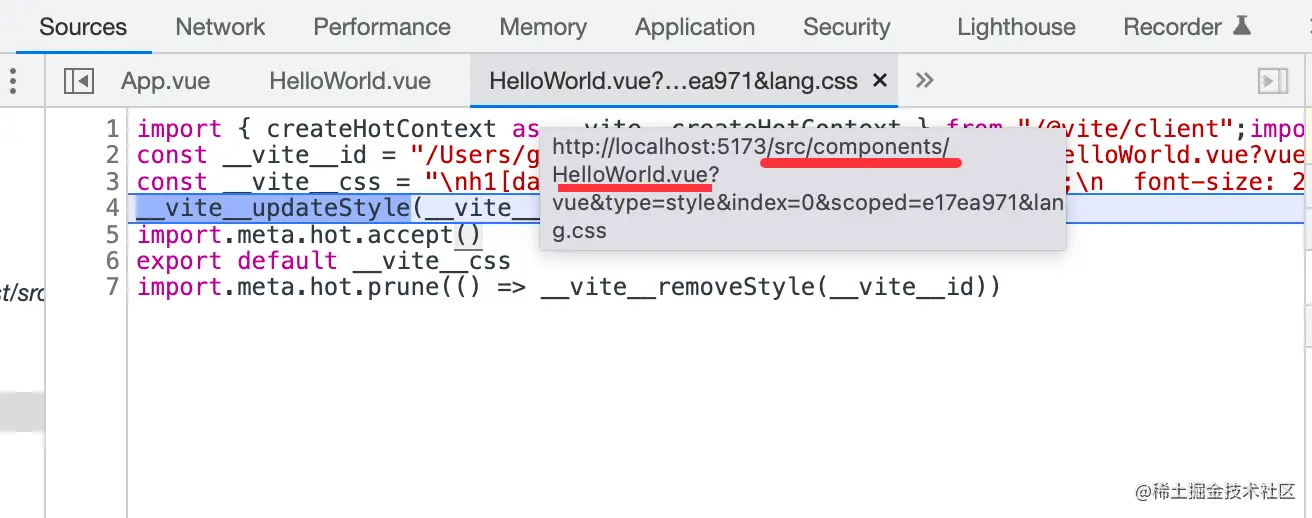 Sources Network Performance Memory Application Security Lighthouse Recorder
App.vue HelloWorld.vue HelloWorld.vue?...ea971&lang.css × »
1 import { createHotContext as __vite__createHotContext } from "/@vite/client";impo
2 const __vite__id = "/Users/g elloWorld.vue?vue
3 const __vite__css = "\nh1[da ;\n font-size: 2
4 __vite__updateStyle(__vite__
5 import.meta.hot.accept()
6 export default __vite__css
7 import.meta.hot.prune(() => __vite__removeStyle(__vite__id))
http://localhost:5173/src/components/
HelloWorld.vue?
vue&type=style&index=0&scoped=e17ea971&lan
g.css
st/src
@稀土掘金技术社区